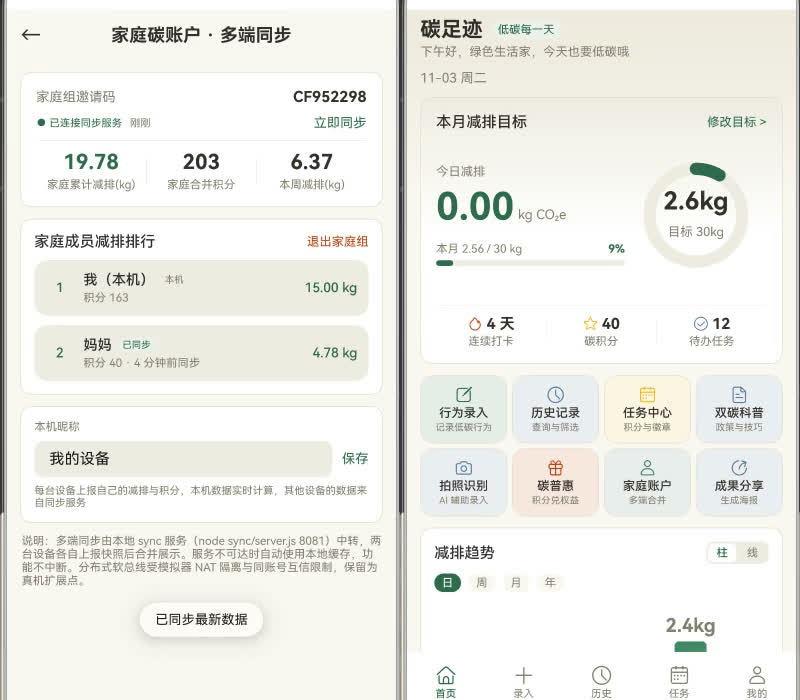 家庭碳账户 · 多端同步
家庭组邀请码
CF952298
已连接同步服务 刚刚
立即同步
19.78
203
6.37
家庭累计减排(kg)
家庭合并积分
本周减排(kg)
家庭成员减排排行
退出家庭组
1
我（本机）
本机
积分 163
15.00 kg
2
妈妈
已同步
积分 40 · 4 分钟前同步
4.78 kg
本机昵称
我的设备
保存
每台设备上报自己的减排与积分，本机数据实时计算，其他设备的数据来
自同步服务
说明：多端同步由本地 sync 服务（node sync/server.js 8081）中转，两
台设备各自上报快照后合并展示。服务不可达时自动使用本地缓存，功
能不中断。分布式软总线受模拟器 NAT 隔离与同账号互信限制，保留为
真机扩展点。
已同步最新数据
碳足迹
低碳每一天
下午好，绿色生活家，今天也要低碳哦
11-03 周二
本月减排目标
修改目标 >
今日减排
0.00 kg CO₂e
本月 2.56 / 30 kg
9%
2.6kg
目标 30kg
4 天
40
12
连续打卡
碳积分
待办任务
行为录入
记录低碳行为
历史记录
查询与筛选
任务中心
积分与徽章
双碳科普
政策与技巧
拍照识别
AI 辅助录入
碳普惠
积分兑权益
家庭账户
多端合并
成果分享
生成海报
减排趋势
柱
线
日
周
月
年
2.4kg
首页
录入
历史
任务
我的